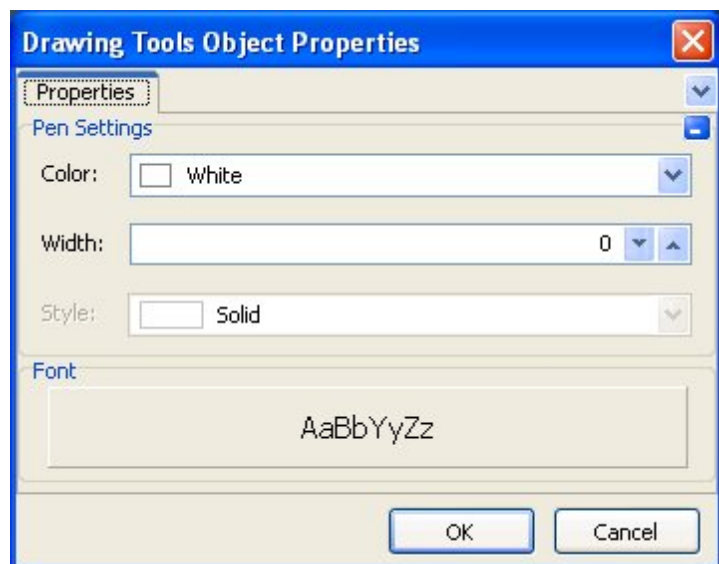 Drawing Tools Object Properties
Properties
Pen Settings
Color: White
Width: 0
Style: Solid
Font
AaBbYyZz
OK Cancel